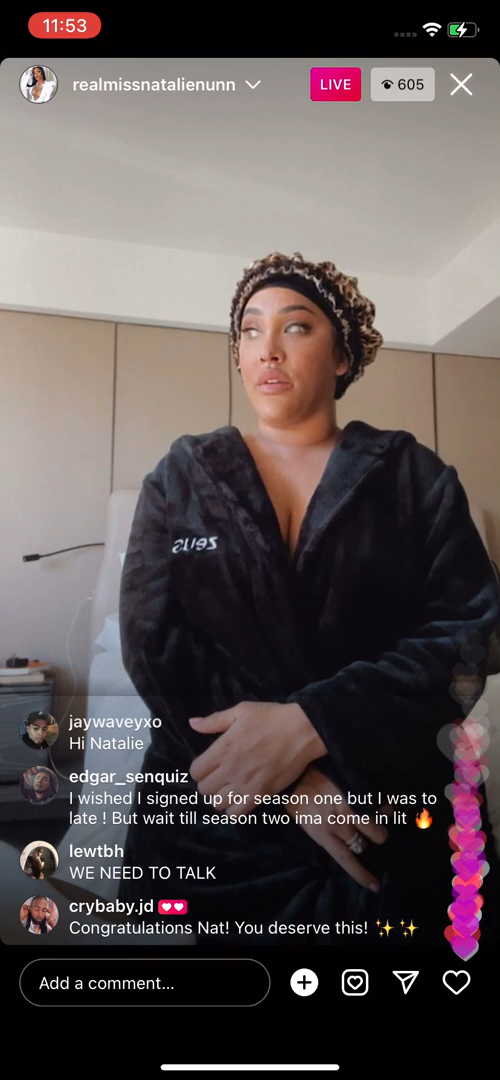 11:53
realmissnatalienunn
LIVE
605
jaywaveyxo
Hi Natalie
edgar_senquiz
I wished I signed up for season one but I was to
late ! But wait till season two ima come in lit 🔥
lewtbh
WE NEED TO TALK
crybaby.jd
Congratulations Nat! You deserve this! ✨✨
Add a comment...